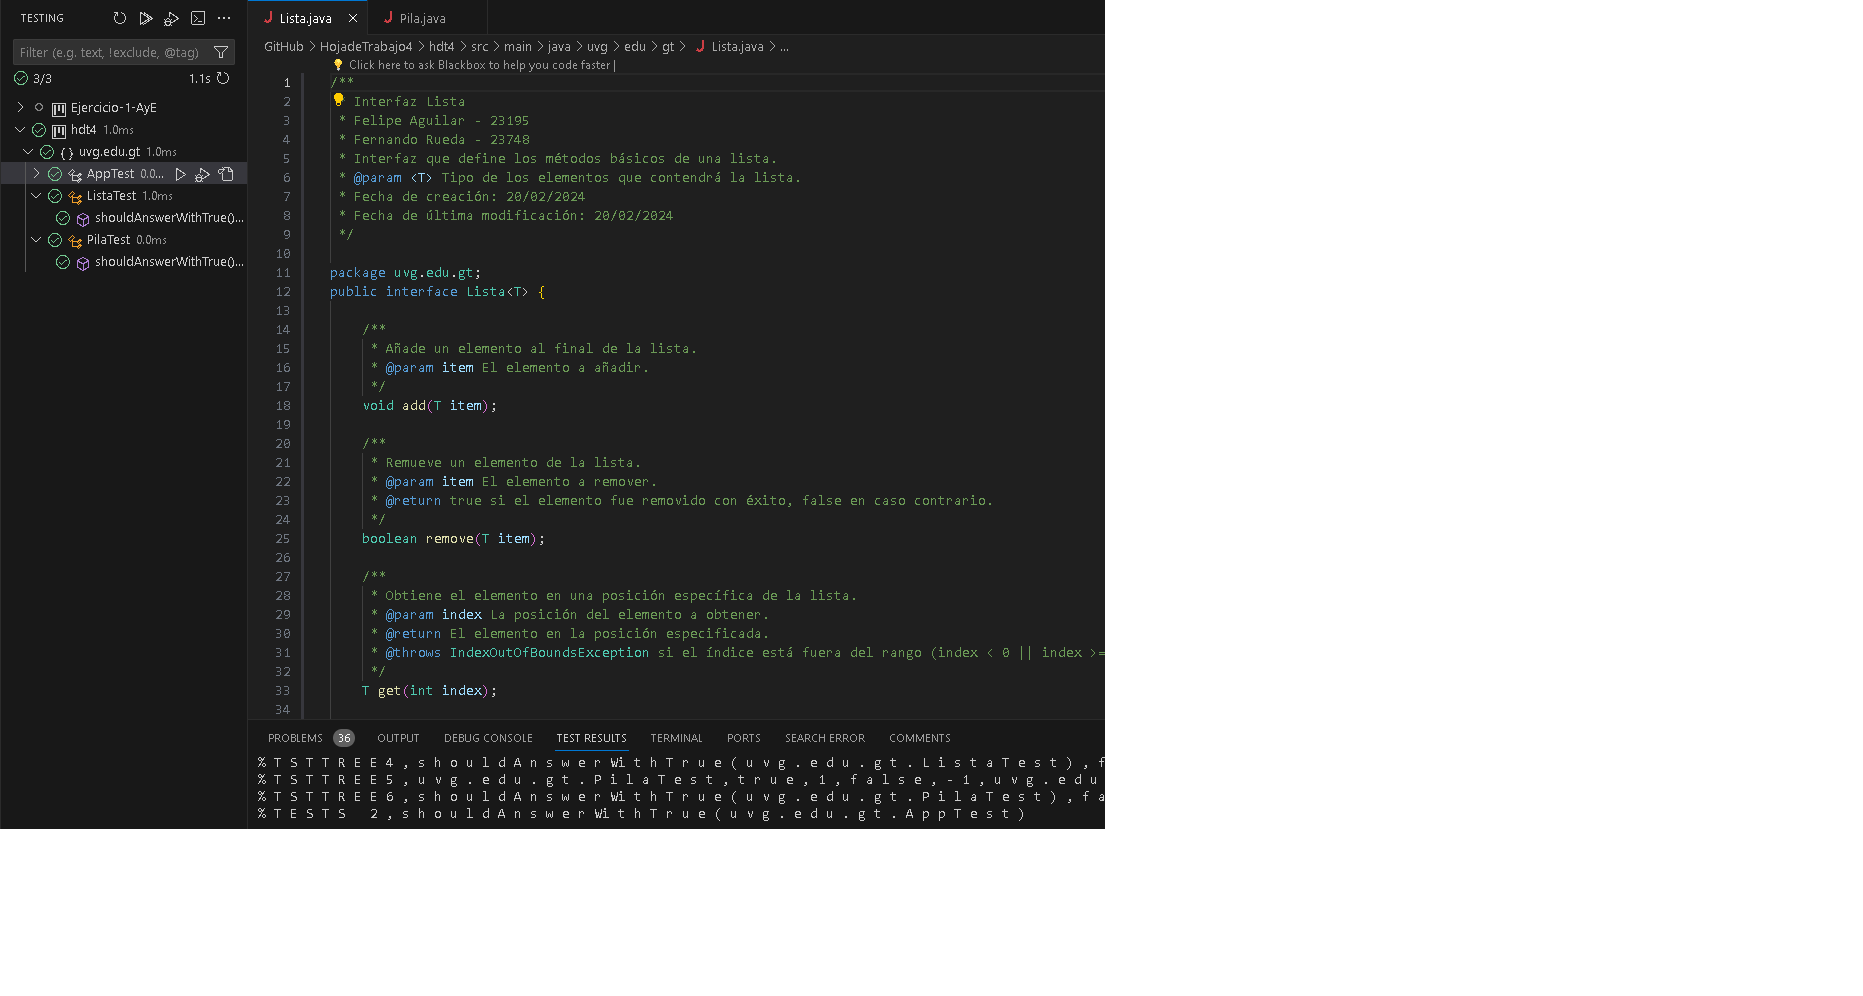 TESTING
Filter (e.g. text, !exclude, @tag)
3/3 1.1s
Ejercicio-1-AyE
hdt4 1.0ms
{} uvg.edu.gt 1.0ms
AppTest 0.0...
ListaTest 1.0ms
shouldAnswerWithTrue()...
PilaTest 0.0ms
shouldAnswerWithTrue()...
Lista.java Pila.java
GitHub > HojadeTrabajo4 > hdt4 > src > main > java > uvg > edu > gt > Lista.java > ...
Click here to ask Blackbox to help you code faster |
1 /**
2 Interfaz Lista
3 * Felipe Aguilar - 23195
4 * Fernando Rueda - 23748
5 * Interfaz que define los métodos básicos de una lista.
6 * @param <T> Tipo de los elementos que contendrá la lista.
7 * Fecha de creación: 20/02/2024
8 * Fecha de última modificación: 20/02/2024
9 */
10
11 package uvg.edu.gt;
12 public interface Lista<T> {
13
14 /**
15 * Añade un elemento al final de la lista.
16 * @param item El elemento a añadir.
17 */
18 void add(T item);
19
20 /**
21 * Remueve un elemento de la lista.
22 * @param item El elemento a remover.
23 * @return true si el elemento fue removido con éxito, false en caso contrario.
24 */
25 boolean remove(T item);
26
27 /**
28 * Obtiene el elemento en una posición específica de la lista.
29 * @param index La posición del elemento a obtener.
30 * @return El elemento en la posición especificada.
31 * @throws IndexOutOfBoundsException si el índice está fuera del rango (index < 0 || index >=
32 */
33 T get(int index);
34
PROBLEMS 36 OUTPUT DEBUG CONSOLE TEST RESULTS TERMINAL PORTS SEARCH ERROR COMMENTS
%TSTTREE4,shouldAnswerWithTrue(uvg.edu.gt.ListaTest),f
%TSTTREE5,uvg.edu.gt.PilaTest,true,1,false,-1,uvg.edu
%TSTTREE6,shouldAnswerWithTrue(uvg.edu.gt.PilaTest),fa
%TESTS 2,shouldAnswerWithTrue(uvg.edu.gt.AppTest)